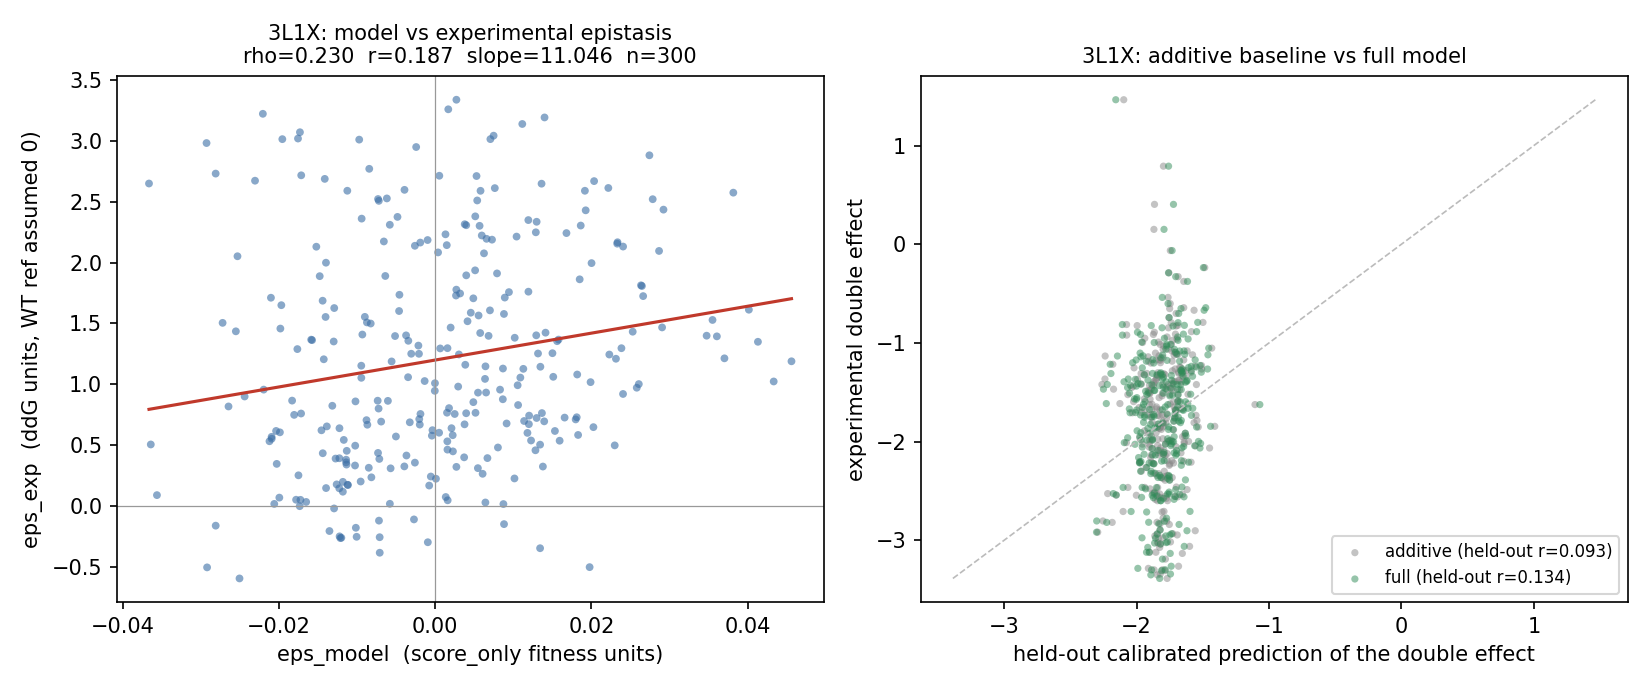 3L1X: model vs experimental epistasis
rho=0.230  r=0.187  slope=11.046  n=300
eps_exp  (ddG units, WT ref assumed 0)
3.5
3.0
2.5
2.0
1.5
1.0
0.5
0.0
−0.5
−0.04
−0.02
0.00
0.02
0.04
eps_model  (score_only fitness units)
3L1X: additive baseline vs full model
experimental double effect
1
0
−1
−2
−3
additive (held-out r=0.093)
full (held-out r=0.134)
−3
−2
−1
0
1
held-out calibrated prediction of the double effect